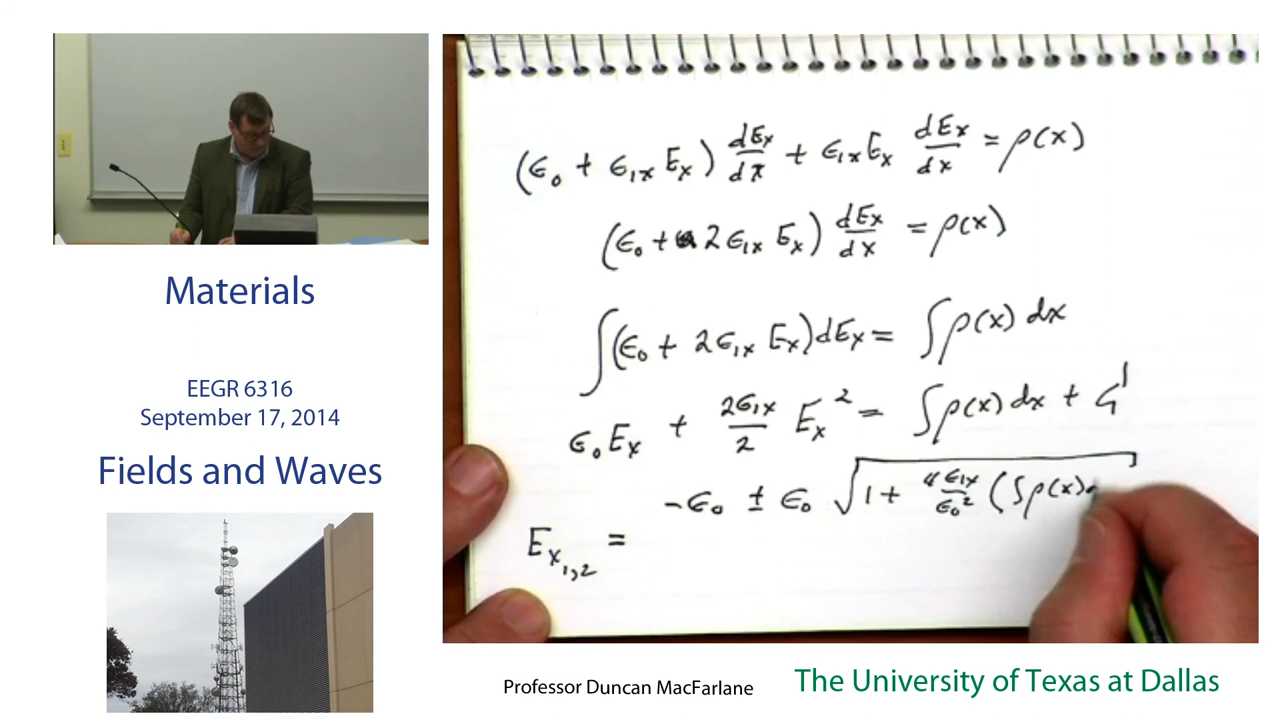 Materials
EEGR 6316
September 17, 2014
Fields and Waves
(ϵ₀ + ϵ₁ₓ Eₓ) dEₓ/dx + ϵ₁ₓEₓ dEₓ/dx = ρ(x)
(ϵ₀ + 2ϵ₁ₓ Eₓ) dEₓ/dx = ρ(x)
∫(ϵ₀ + 2ϵ₁ₓ Eₓ)dEₓ = ∫ρ(x) dx
ϵ₀Eₓ + 2ϵ₁ₓ/2 Eₓ² = ∫ρ(x) dx + C₁'
Eₓ₁,₂ = -ϵ₀ ± ϵ₀ √1 + 4ϵ₁ₓ/ϵ₀² (∫ρ(x)
Professor Duncan MacFarlane
The University of Texas at Dallas